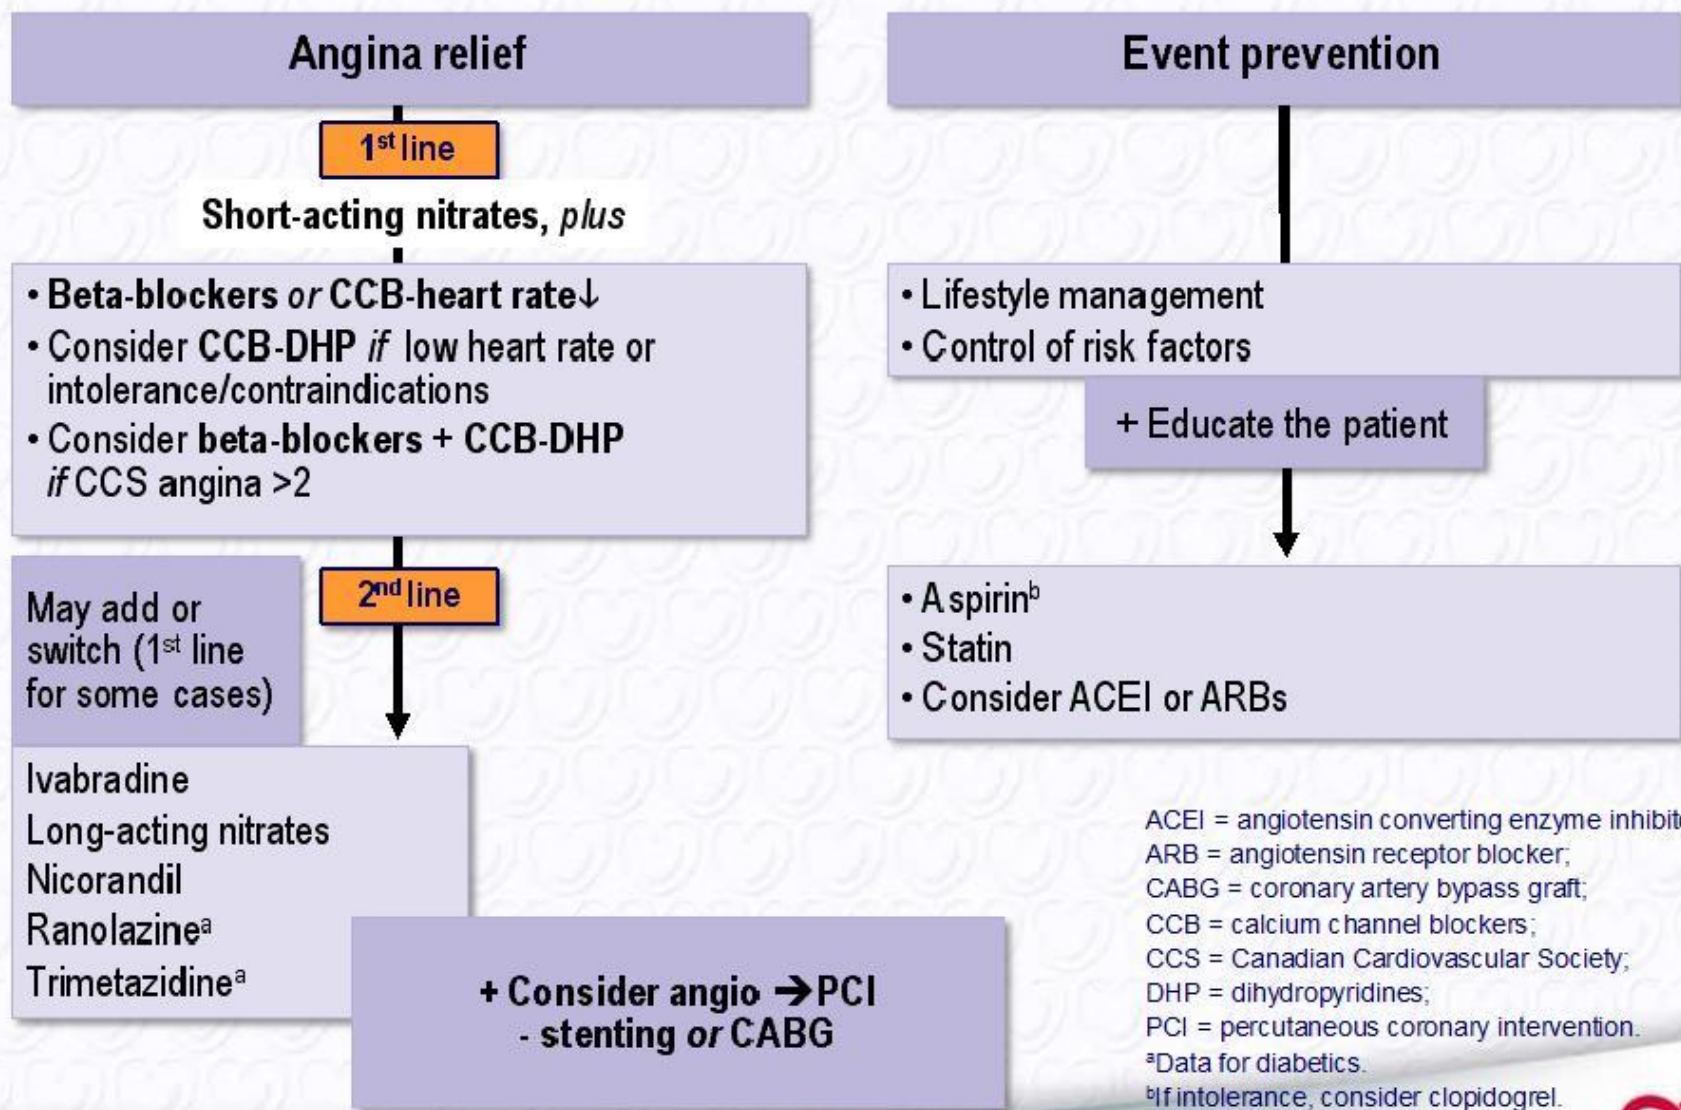 Angina relief
1st line
Short-acting nitrates, plus
• Beta-blockers or CCB-heart rate↓
• Consider CCB-DHP if low heart rate or
intolerance/contraindications
• Consider beta-blockers + CCB-DHP
if CCS angina >2
2nd line
May add or
switch (1st line
for some cases)
Ivabradine
Long-acting nitrates
Nicorandil
Ranolazineᵃ
Trimetazidineᵃ
+ Consider angio ➔ PCI
- stenting or CABG
Event prevention
• Lifestyle management
• Control of risk factors
+ Educate the patient
• Aspirinᵇ
• Statin
• Consider ACEI or ARBs
ACEI = angiotensin converting enzyme
ARB = angiotensin receptor blocker;
CABG = coronary artery bypass graft;
CCB = calcium channel blockers;
CCS = Canadian Cardiovascular Society;
DHP = dihydropyridines;
PCI = percutaneous coronary intervention.
ᵃData for diabetics.
ᵇIf intolerance, consider clopidogrel.